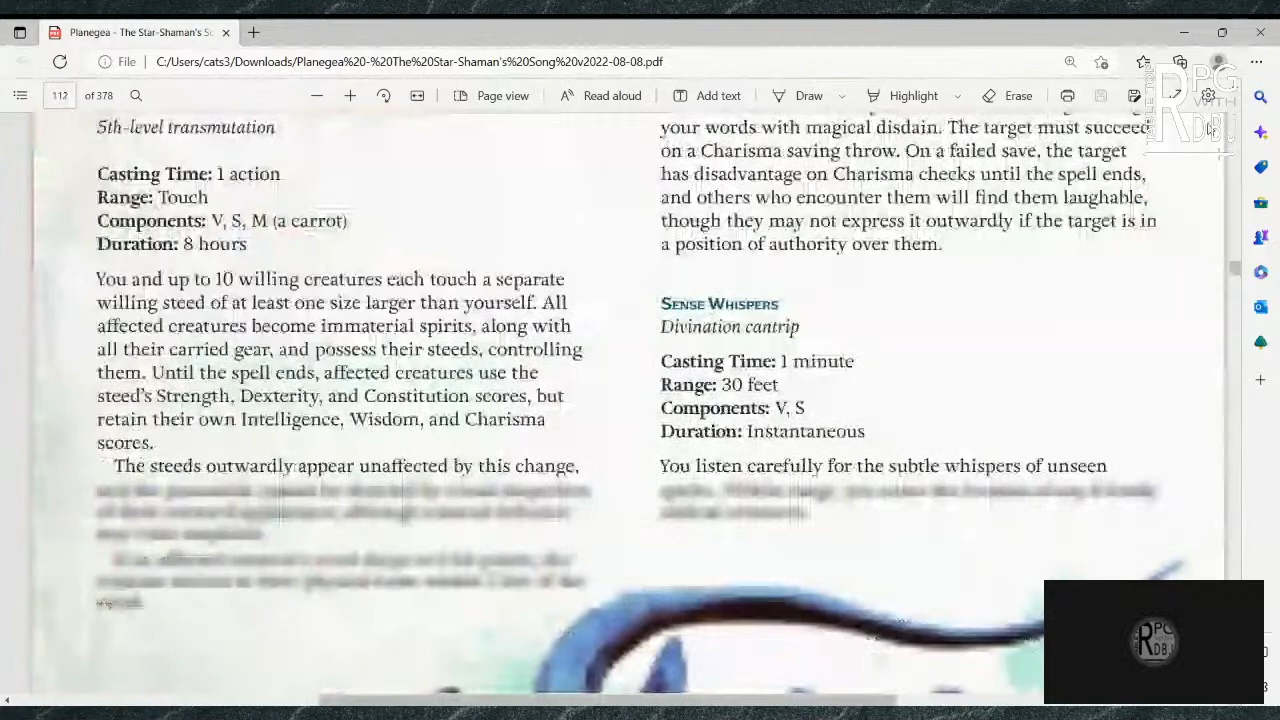 Planegea - The Star-Shaman's So
File
C:/Users/cats3/Downloads/Planegea%20-%20The%20Star-Shaman's%20Song%20v2022-08-08.pdf
112 of 378
Page view
Read aloud
Add text
Draw
Highlight
Erase
RPG
TABLE TOP
WITH
RDBJ
5th-level transmutation
Casting Time: 1 action
Range: Touch
Components: V, S, M (a carrot)
Duration: 8 hours
You and up to 10 willing creatures each touch a separate
willing steed of at least one size larger than yourself. All
affected creatures become immaterial spirits, along with
all their carried gear, and possess their steeds, controlling
them. Until the spell ends, affected creatures use the
steed's Strength, Dexterity, and Constitution scores, but
retain their own Intelligence, Wisdom, and Charisma
scores.
The steeds outwardly appear unaffected by this change,
your words with magical disdain. The target must succeed
on a Charisma saving throw. On a failed save, the target
has disadvantage on Charisma checks until the spell ends,
and others who encounter them will find them laughable,
though they may not express it outwardly if the target is in
a position of authority over them.
SENSE WHISPERS
Divination cantrip
Casting Time: 1 minute
Range: 30 feet
Components: V, S
Duration: Instantaneous
You listen carefully for the subtle whispers of unseen
RPG
RDBJ